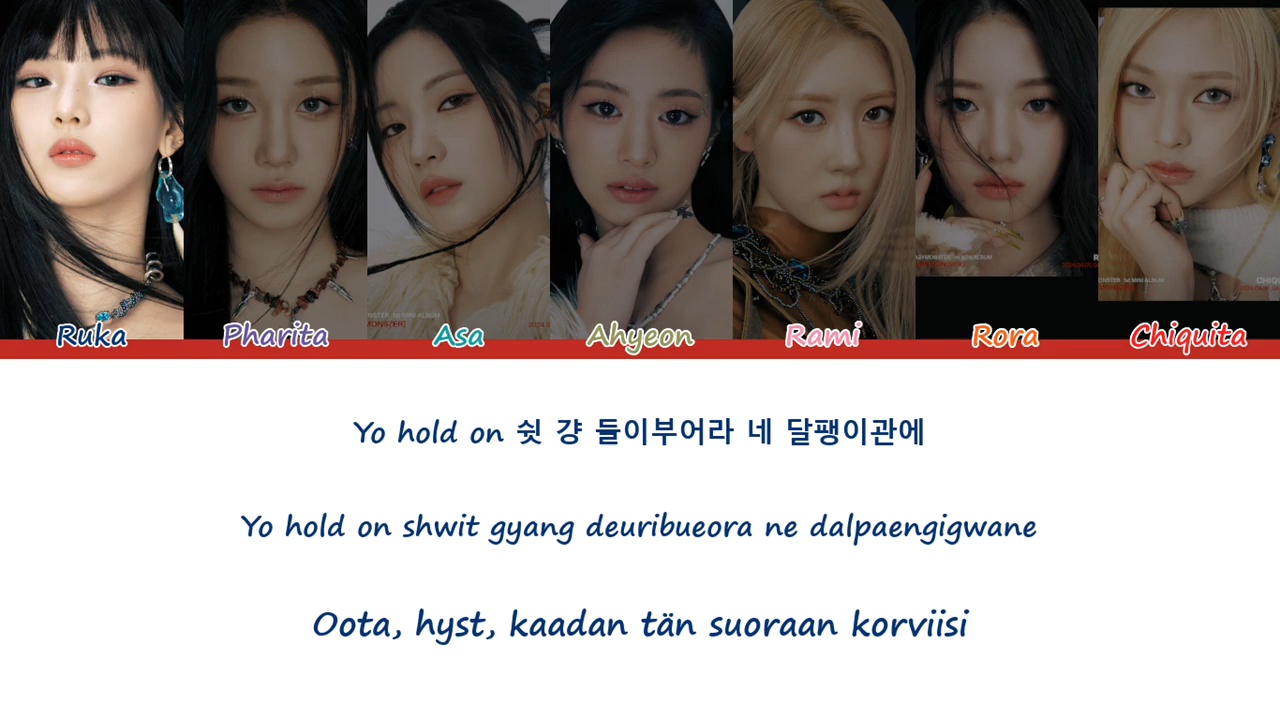 Ruka Pharita Asa Ahyeon Rami Rora Chiquita
Yo hold on 쉿 걍 들이부어라 네 달팽이관에
Yo hold on shwit gyang deuribueora ne dalpaengigwane
Oota, hyst, kaadan tän suoraan korviisi